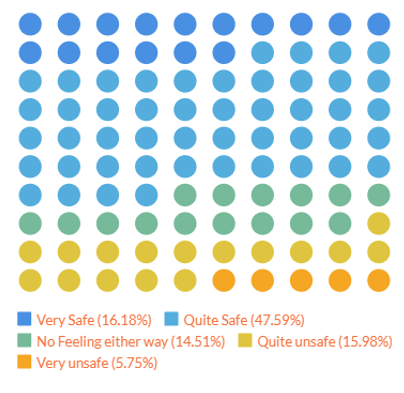 Very Safe (16.18%) Quite Safe (47.59%)
No Feeling either way (14.51%) Quite unsafe (15.98%)
Very unsafe (5.75%)